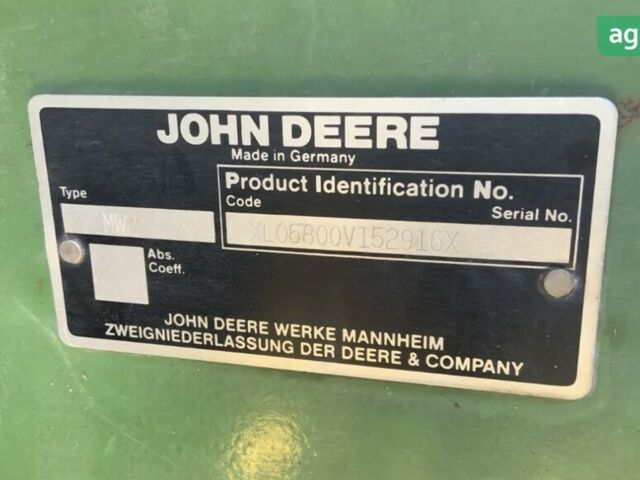 ag
JOHN DEERE
Made in Germany
Product Identification No.
Type
Code
Serial No.
XL06800V152916X
Abs.
Coeff.
JOHN DEERE WERKE MANNHEIM
ZWEIGNIEDERLASSUNG DER DEERE & COMPANY